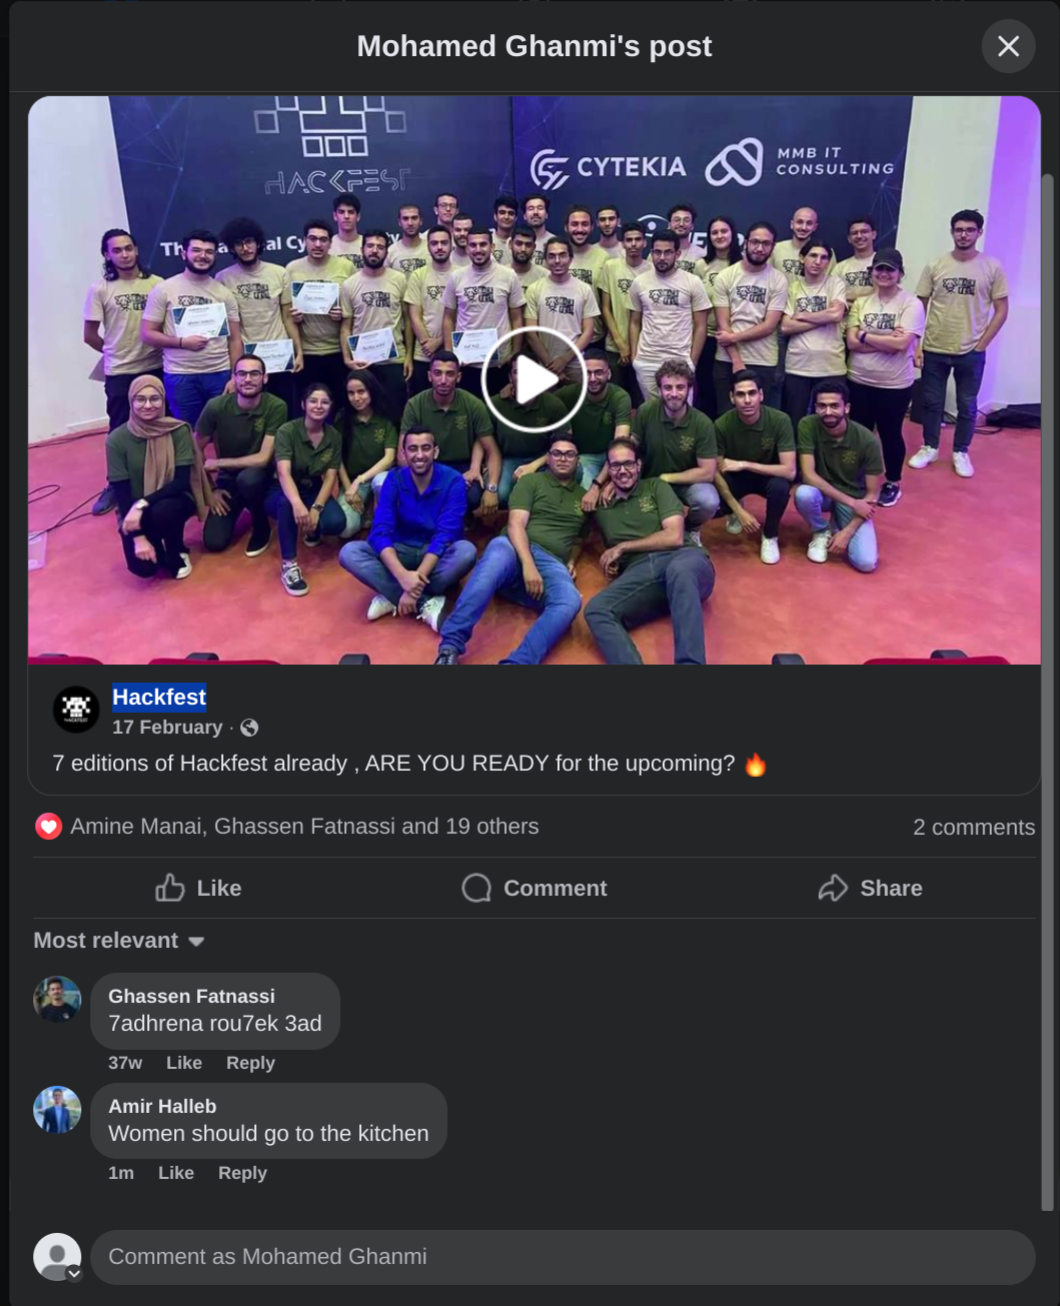 Mohamed Ghanmi's post
HACKFEST
CYTEKIA
MMB IT
CONSULTING
Hackfest
17 February ·
7 editions of Hackfest already , ARE YOU READY for the upcoming? 🔥
Amine Manai, Ghassen Fatnassi and 19 others
2 comments
Like
Comment
Share
Most relevant
Ghassen Fatnassi
7adhrena rou7ek 3ad
37w Like Reply
Amir Halleb
Women should go to the kitchen
1m Like Reply
Comment as Mohamed Ghanmi